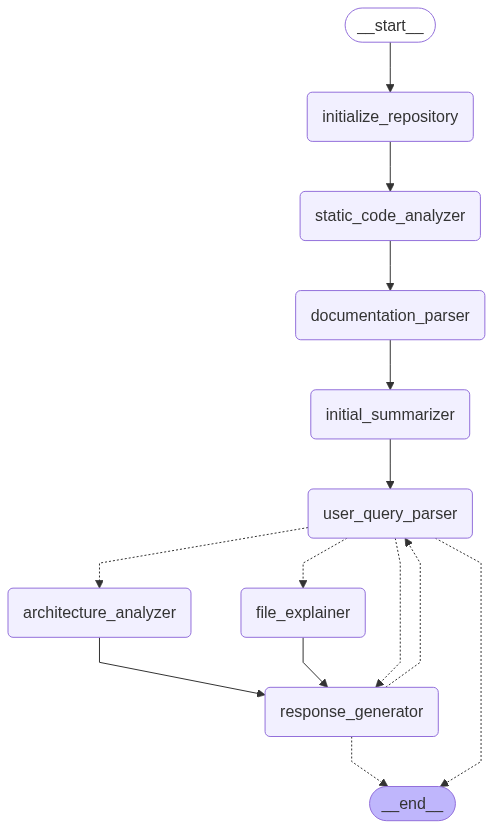 __start__
initialize_repository
static_code_analyzer
documentation_parser
initial_summarizer
user_query_parser
architecture_analyzer
file_explainer
response_generator
__end__